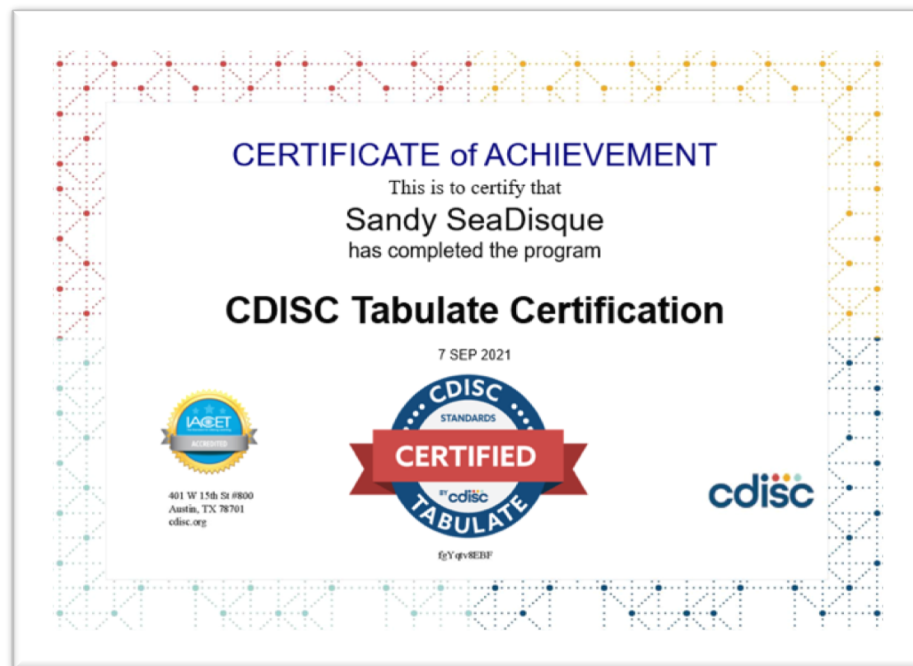 CERTIFICATE of ACHIEVEMENT
This is to certify that
Sandy SeaDisque
has completed the program
CDISC Tabulate Certification
7 SEP 2021
IACET
ACCREDITED
CDISC
STANDARDS
CERTIFIED
BY cdisc
TABULATE
401 W 15th St #800
Austin, TX 78701
cdisc.org
cdisc